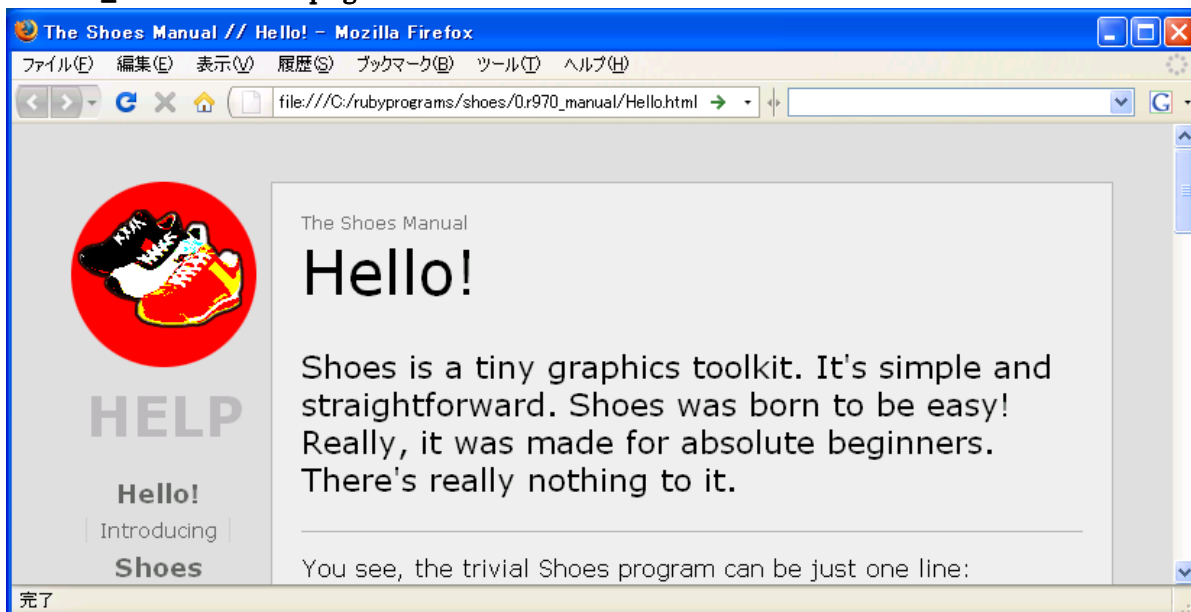 The Shoes Manual // Hello! - Mozilla Firefox
ファイル(F) 編集(E) 表示(V) 履歴(S) ブックマーク(B) ツール(T) ヘルプ(H)
file:///C:/rubyprograms/shoes/0.r970_manual/Hello.html
G
The Shoes Manual
Hello!
Shoes is a tiny graphics toolkit. It's simple and
straightforward. Shoes was born to be easy!
Really, it was made for absolute beginners.
There's really nothing to it.
You see, the trivial Shoes program can be just one line:
HELP
Hello!
Introducing
Shoes
完了